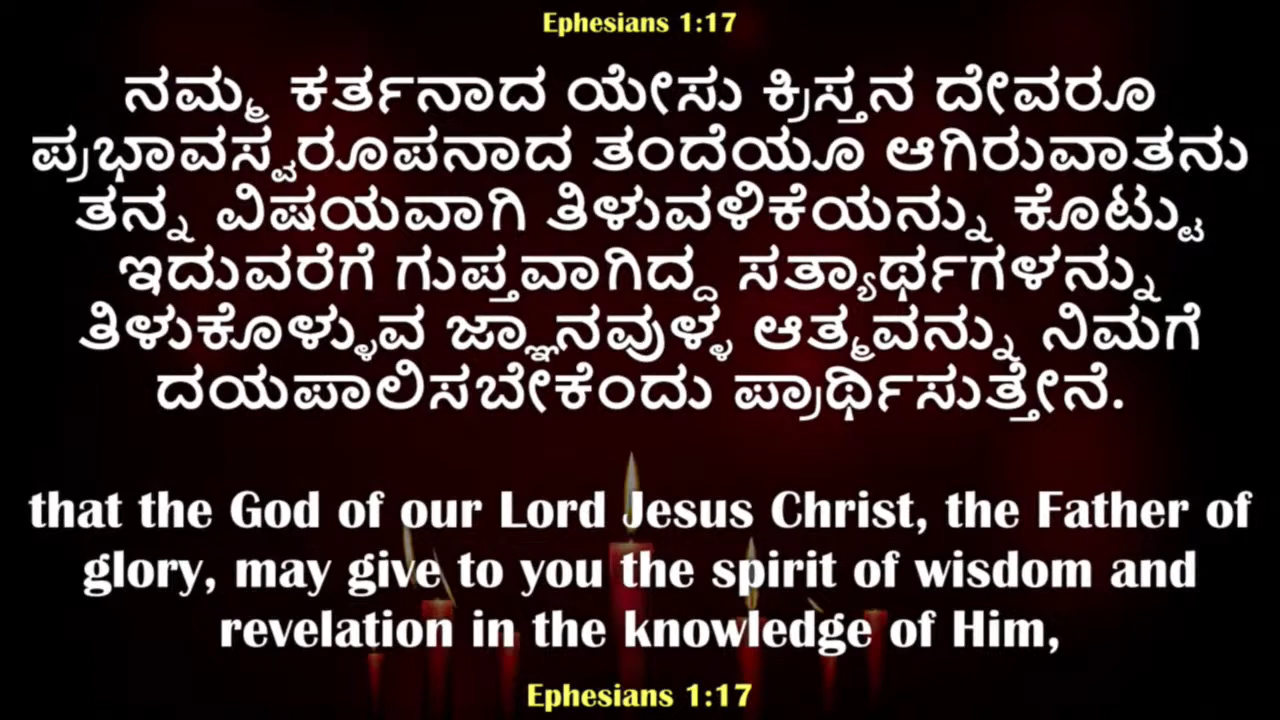 Ephesians 1:17
ನಮ್ಮ ಕರ್ತನಾದ ಯೇಸು ಕ್ರಿಸ್ತನ ದೇವರೂ
ಪ್ರಭಾವಸ್ವರೂಪನಾದ ತಂದೆಯೂ ಆಗಿರುವಾತನು
ತನ್ನ ವಿಷಯವಾಗಿ ತಿಳುವಳಿಕೆಯನ್ನು ಕೊಟ್ಟು
ಇದುವರೆಗೆ ಗುಪ್ತವಾಗಿದ್ದ ಸತ್ಯಾರ್ಥಗಳನ್ನು
ತಿಳುಕೊಳ್ಳುವ ಜ್ಞಾನವುಳ್ಳ ಆತ್ಮವನ್ನು ನಿಮಗೆ
ದಯಪಾಲಿಸಬೇಕೆಂದು ಪ್ರಾರ್ಥಿಸುತ್ತೇನೆ.
that the God of our Lord Jesus Christ, the Father of
glory, may give to you the spirit of wisdom and
revelation in the knowledge of Him,
Ephesians 1:17